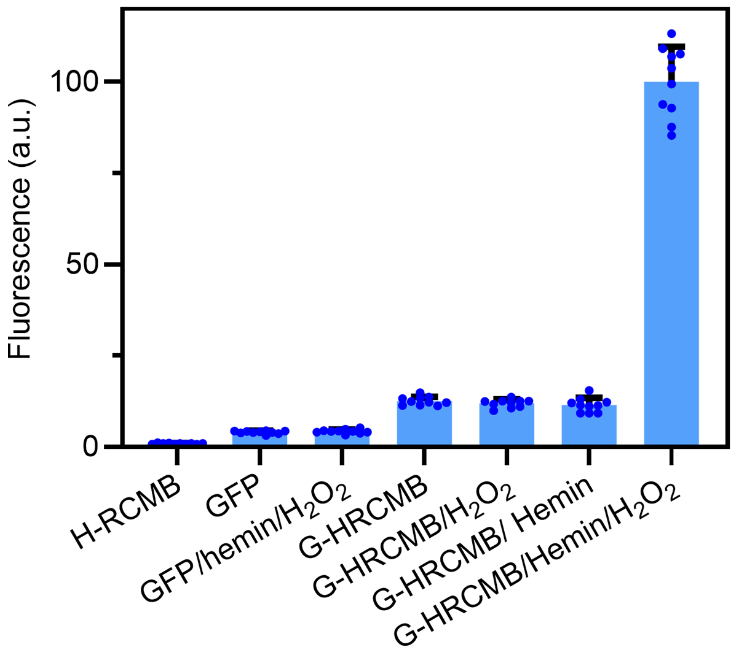 Fluorescence (a.u.)
100
50
0
H-RCMB
GFP
GFP/hemin/H₂O₂
G-HRCMB
G-HRCMB/H₂O₂
G-HRCMB/ Hemin
G-HRCMB/Hemin/H₂O₂